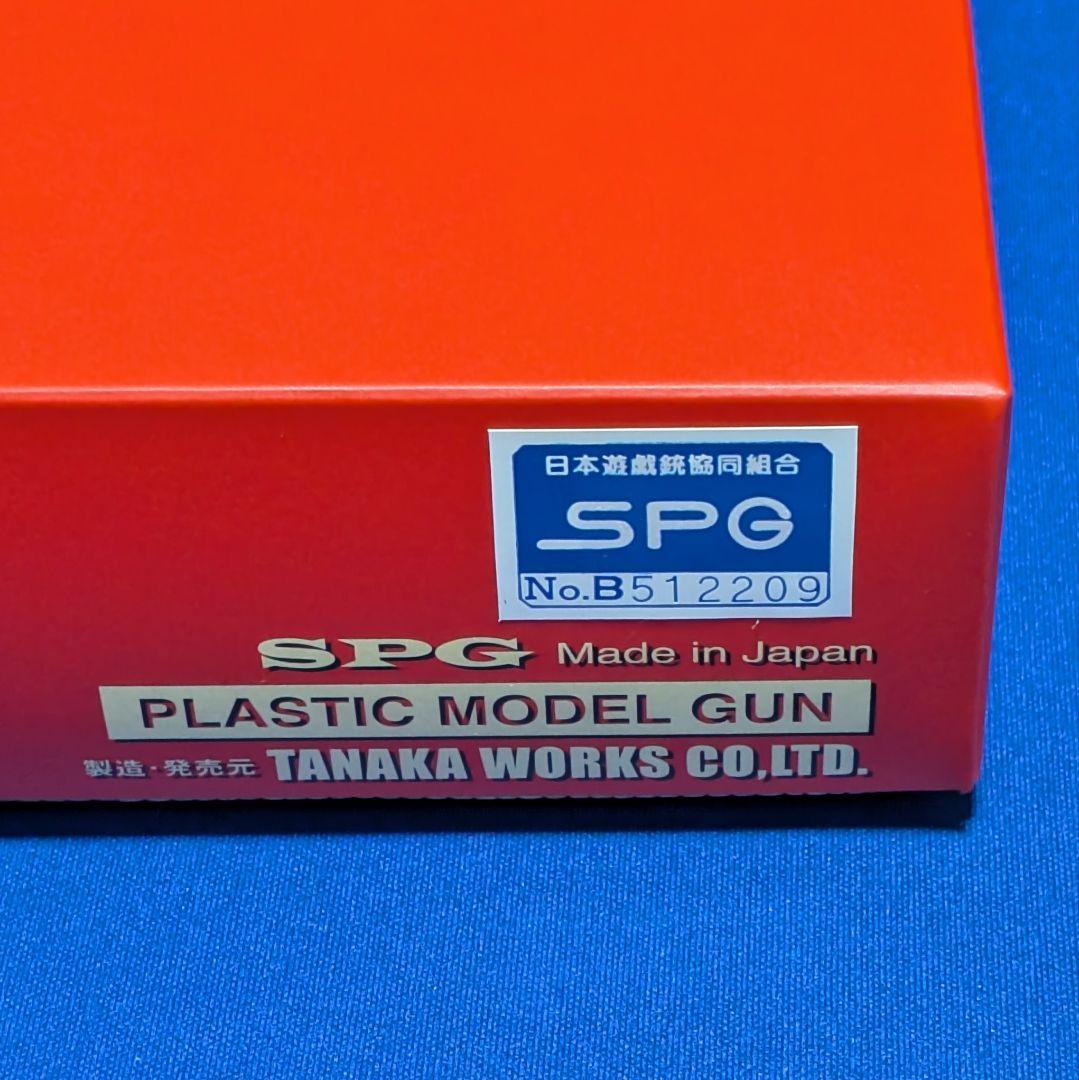 日本遊戯銃協同組合
SPG
No.B512209
SPG Made in Japan
PLASTIC MODEL GUN
製造・発売元 TANAKA WORKS CO,LTD.